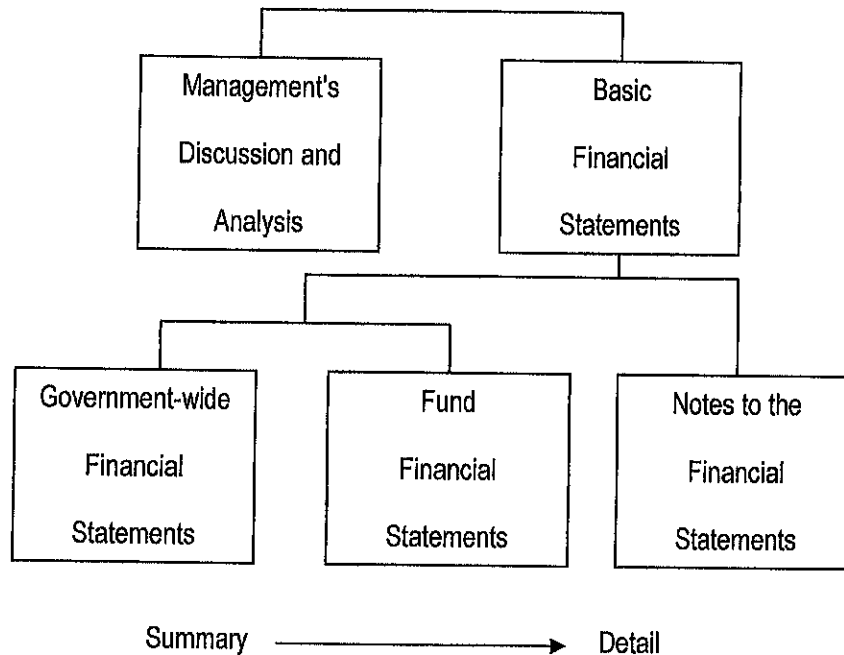 Management's
Discussion and
Analysis
Basic
Financial
Statements
Government-wide
Financial
Statements
Fund
Financial
Statements
Notes to the
Financial
Statements
Summary
Detail